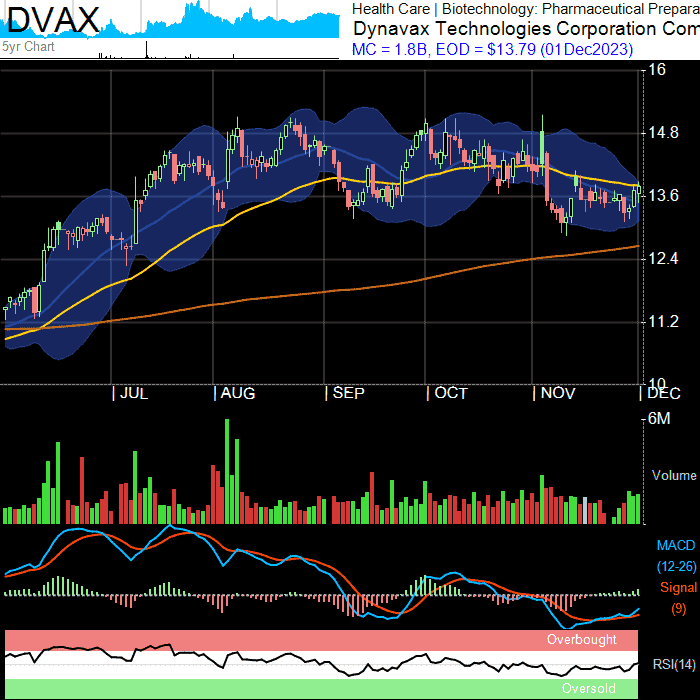 DVAX
5yr Chart
Health Care | Biotechnology: Pharmaceutical Prepara
Dynavax Technologies Corporation Com
MC = 1.8B, EOD = $13.79 (01Dec2023)
16
14.8
13.6
12.4
11.2
10
| JUL | AUG | SEP | OCT | NOV | DEC
6M
Volume
MACD
(12-26)
Signal
(9)
Overbought
RSI(14)
Oversold